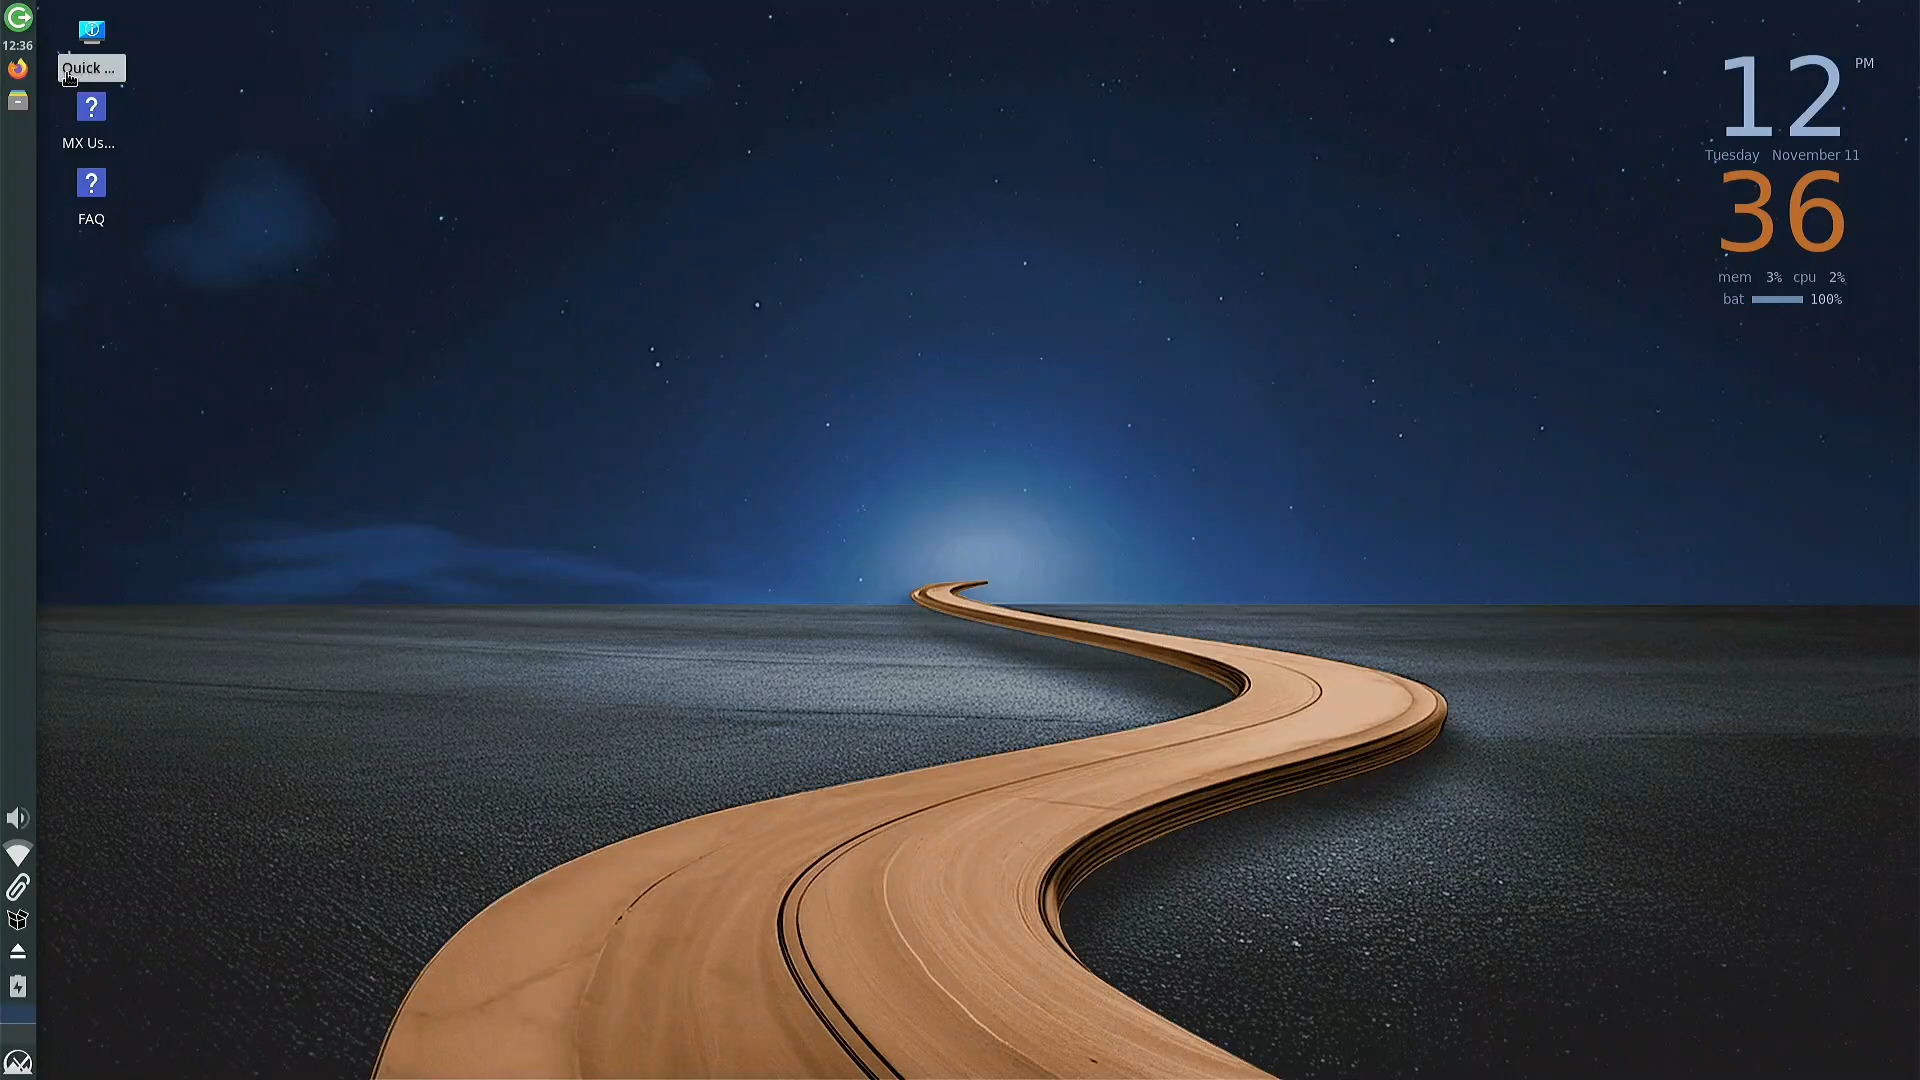 12:36
Quick ...
MX Us...
FAQ
12 PM
Tuesday November 11
36
mem 3% cpu 2%
bat 100%